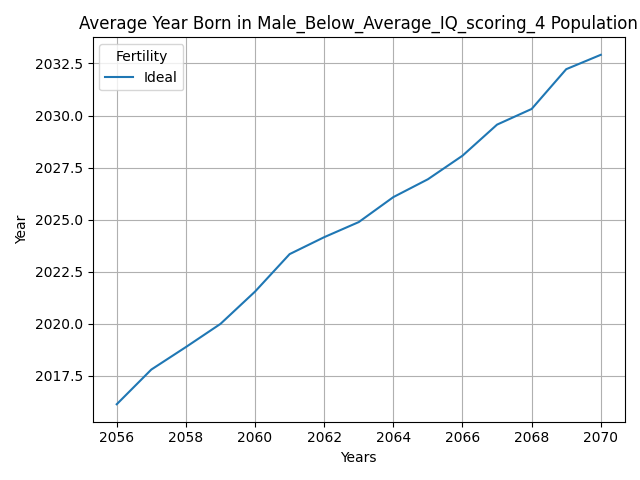 Average Year Born in Male_Below_Average_IQ_scoring_4 Population
Fertility
Ideal
2032.5
2030.0
2027.5
2025.0
2022.5
2020.0
2017.5
Year
2056 2058 2060 2062 2064 2066 2068 2070
Years